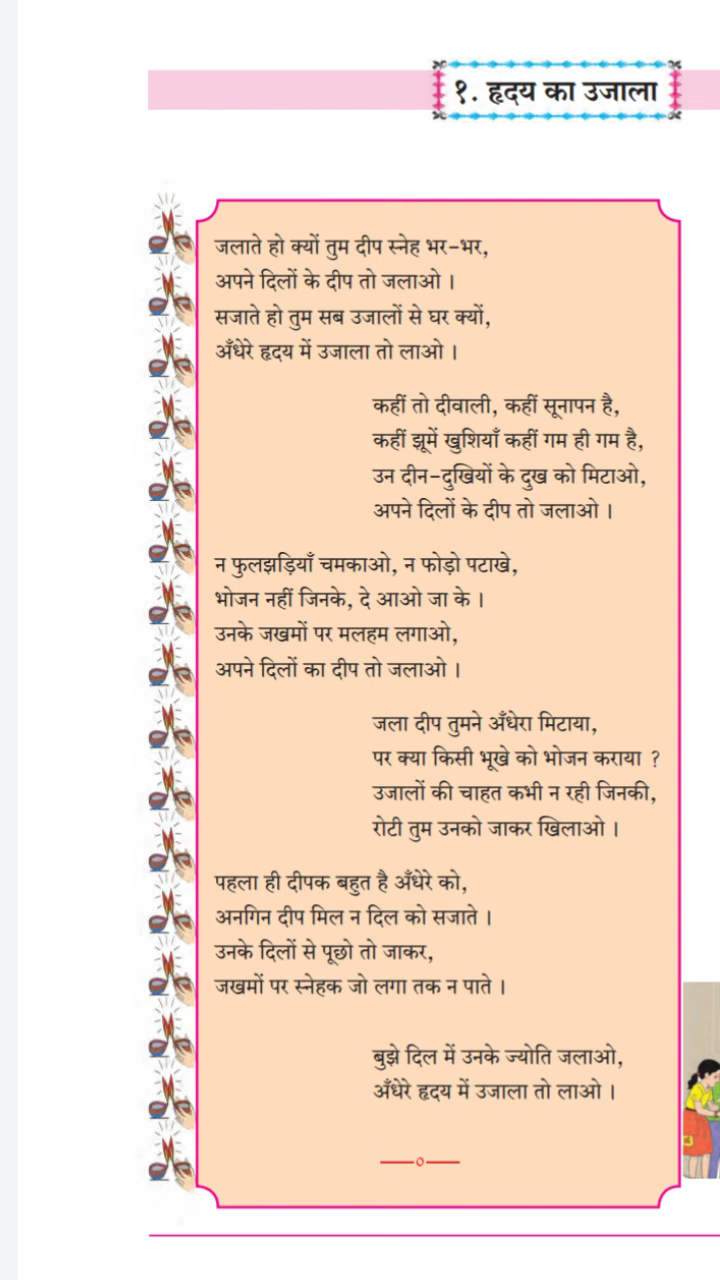 १. हृदय का उजाला
जलाते हो क्यों तुम दीप स्नेह भर-भर,
अपने दिलों के दीप तो जलाओ ।
सजाते हो तुम सब उजालों से घर क्यों,
अँधेरे हृदय में उजाला तो लाओ ।
कहीं तो दीवाली, कहीं सूनापन है,
कहीं झूमें खुशियाँ कहीं गम ही गम है,
उन दीन-दुखियों के दुख को मिटाओ,
अपने दिलों के दीप तो जलाओ ।
न फुलझड़ियाँ चमकाओ, न फोड़ो पटाखे,
भोजन नहीं जिनके, दे आओ जा के ।
उनके जखमों पर मलहम लगाओ,
अपने दिलों का दीप तो जलाओ ।
जला दीप तुमने अँधेरा मिटाया,
पर क्या किसी भूखे को भोजन कराया ?
उजालों की चाहत कभी न रही जिनकी,
रोटी तुम उनको जाकर खिलाओ ।
पहला ही दीपक बहुत है अँधेरे को,
अनगिन दीप मिल न दिल को सजाते ।
उनके दिलों से पूछो तो जाकर,
जखमों पर स्नेहक जो लगा तक न पाते ।
बुझे दिल में उनके ज्योति जलाओ,
अँधेरे हृदय में उजाला तो लाओ ।